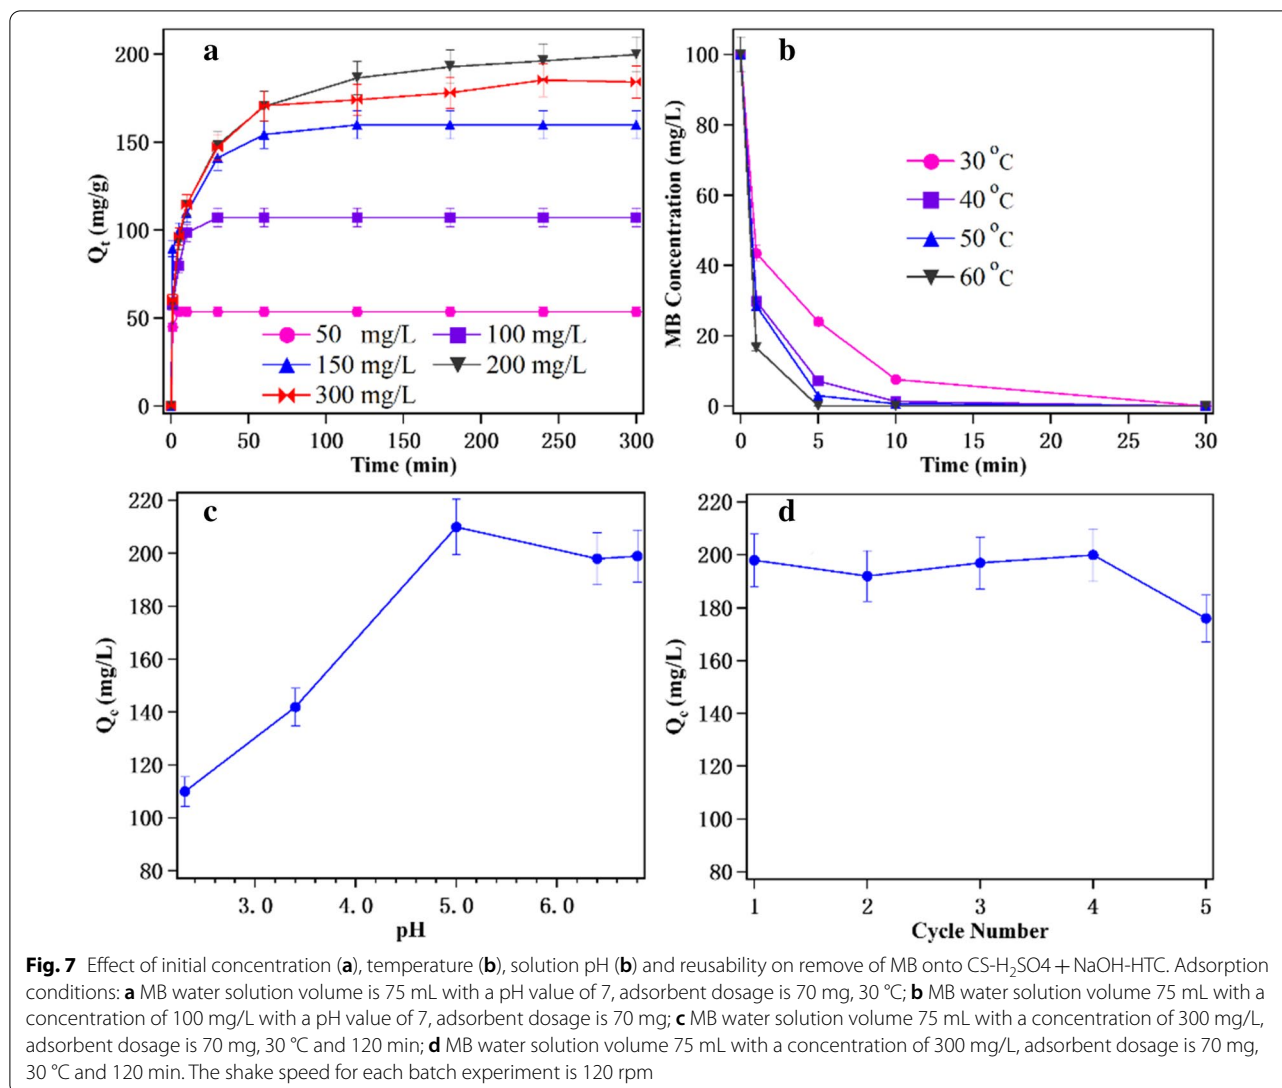 a
200
150
100
50
0
Q_t (mg/g)
50 mg/L 100 mg/L
150 mg/L 200 mg/L
300 mg/L
0 50 100 150 200 250 300
Timc (min)
b
100
80
60
40
20
0
MB Concentration (mg/L)
30 °C
40 °C
50 °C
60 °C
0 5 10 15 20 25 30
Timc (min)
c
220
200
180
160
140
120
100
80
Q_c (mg/L)
3.0 4.0 5.0 6.0
pH
d
220
200
180
160
140
120
100
80
Q_c (mg/L)
1 2 3 4 5
Cycle Number
Fig. 7 Effect of initial concentration (a), temperature (b), solution pH (b) and reusability on remove of MB onto CS-H₂SO4 + NaOH-HTC. Adsorption
conditions: a MB water solution volume is 75 mL with a pH value of 7, adsorbent dosage is 70 mg, 30 °C; b MB water solution volume 75 mL with a
concentration of 100 mg/L with a pH value of 7, adsorbent dosage is 70 mg; c MB water solution volume 75 mL with a concentration of 300 mg/L,
adsorbent dosage is 70 mg, 30 °C and 120 min; d MB water solution volume 75 mL with a concentration of 300 mg/L, adsorbent dosage is 70 mg,
30 °C and 120 min. The shake speed for each batch experiment is 120 rpm